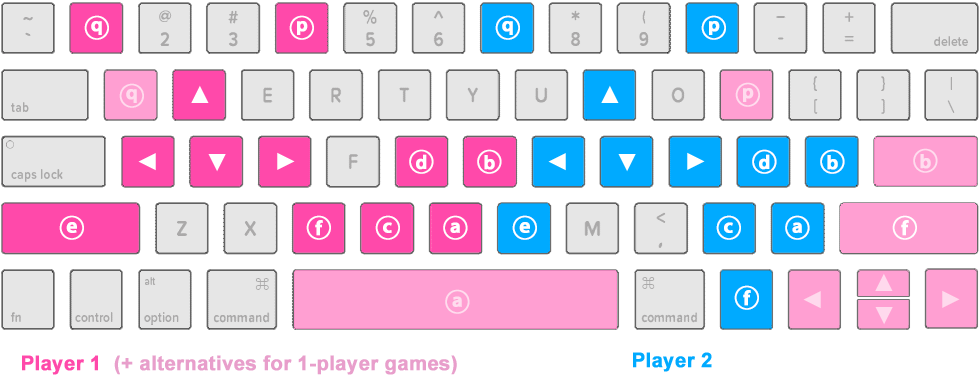 ~ ` ⓠ @ 2 # 3 ⓟ % 5 ^ 6 ⓠ * 8 ( 9 ⓟ _ - + = delete
tab ⓠ ▲ E R T Y U ▲ O ⓟ { [ } ] | \
caps lock ◀ ▼ ▶ F ⓓ ⓑ ◀ ▼ ▶ ⓓ ⓑ ⓑ
ⓔ Z X ⓕ ⓒ ⓐ ⓔ M < , ⓒ ⓐ ⓕ
fn control alt option ⌘ command ⓐ ⌘ command ⓕ ◀ ▲ ▼ ▶
Player 1 (+ alternatives for 1-player games) Player 2